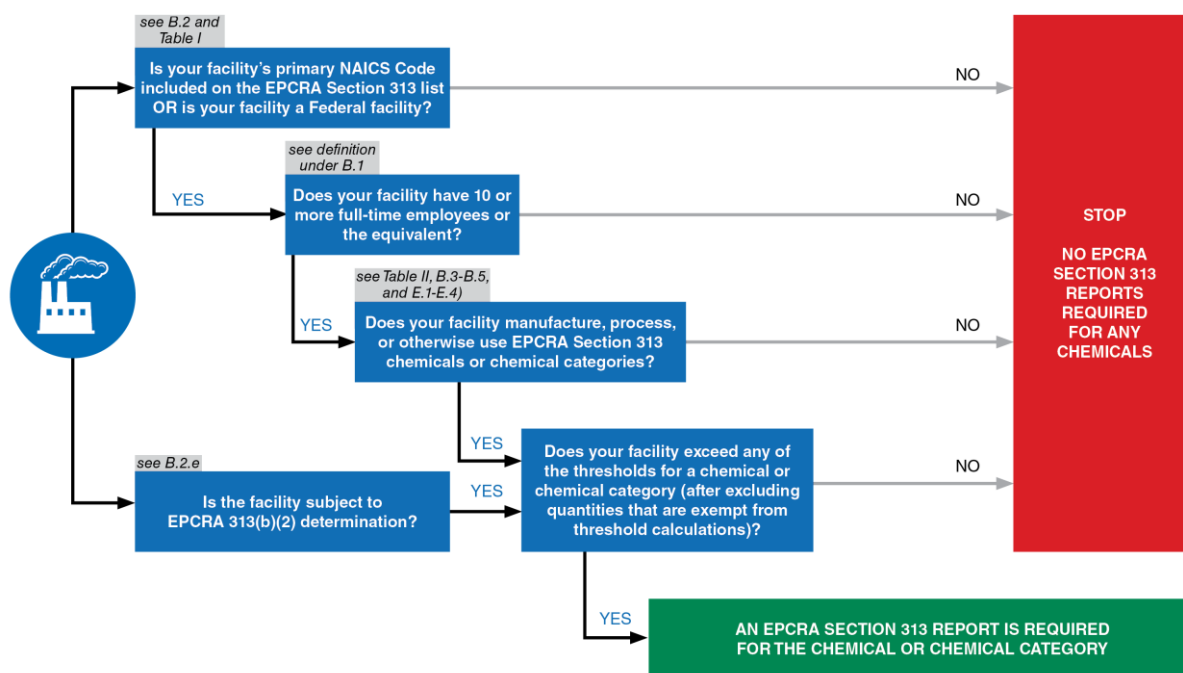 see B.2 and
Table I
Is your facility's primary NAICS Code
included on the EPCRA Section 313 list
OR is your facility a Federal facility?
NO
YES
see definition
under B.1
Does your facility have 10 or
more full-time employees or
the equivalent?
NO
YES
see Table II, B.3-B.5,
and E.1-E.4)
Does your facility manufacture, process,
or otherwise use EPCRA Section 313
chemicals or chemical categories?
NO
YES
see B.2.e
Is the facility subject to
EPCRA 313(b)(2) determination?
YES
Does your facility exceed any of
the thresholds for a chemical or
chemical category (after excluding
quantities that are exempt from
threshold calculations)?
NO
STOP
NO EPCRA
SECTION 313
REPORTS
REQUIRED
FOR ANY
CHEMICALS
YES
AN EPCRA SECTION 313 REPORT IS REQUIRED
FOR THE CHEMICAL OR CHEMICAL CATEGORY